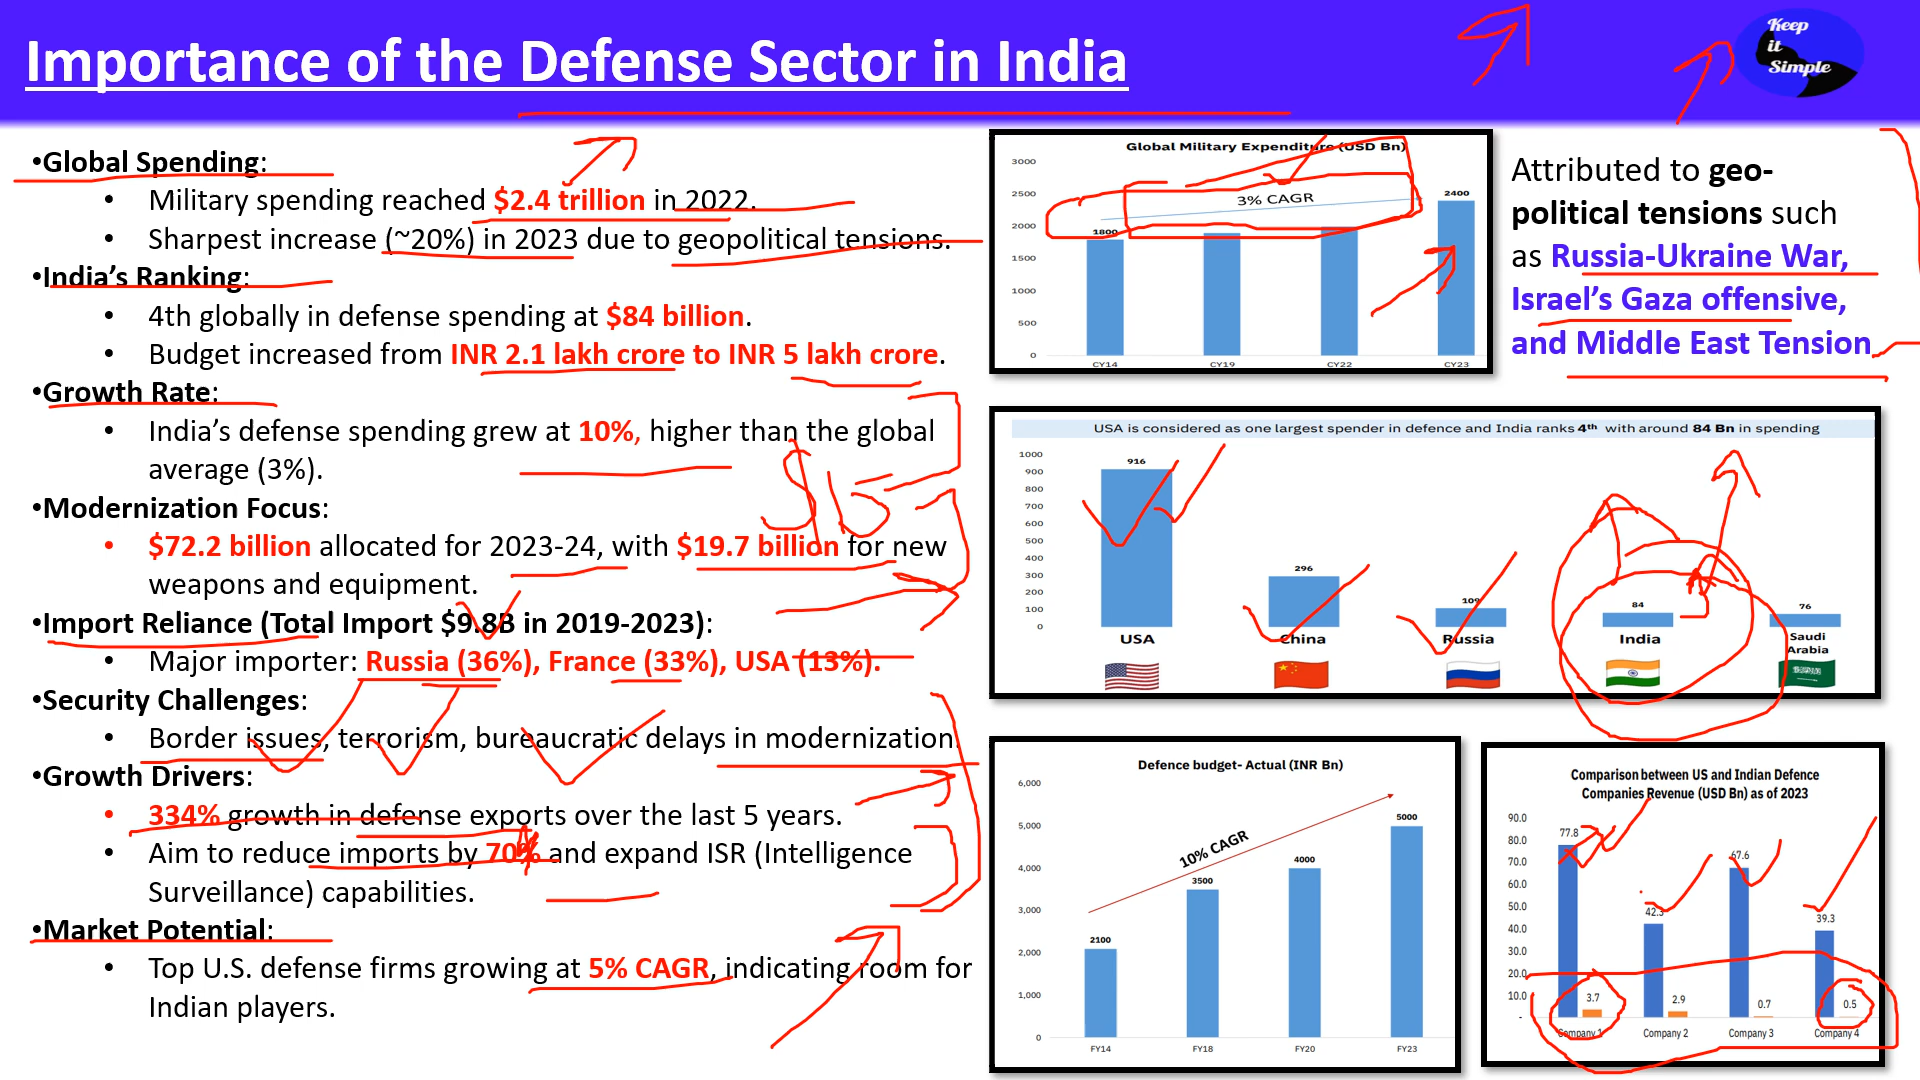 Importance of the Defense Sector in India
Keep
it
Simple
•Global Spending:
• Military spending reached $2.4 trillion in 2022.
• Sharpest increase (~20%) in 2023 due to geopolitical tensions.
•India’s Ranking:
• 4th globally in defense spending at $84 billion.
• Budget increased from INR 2.1 lakh crore to INR 5 lakh crore.
•Growth Rate:
• India’s defense spending grew at 10%, higher than the global
average (3%).
•Modernization Focus:
• $72.2 billion allocated for 2023-24, with $19.7 billion for new
weapons and equipment.
•Import Reliance (Total Import $9.8B in 2019-2023):
• Major importer: Russia (36%), France (33%), USA (13%).
•Security Challenges:
• Border issues, terrorism, bureaucratic delays in modernization.
•Growth Drivers:
• 334% growth in defense exports over the last 5 years.
• Aim to reduce imports by 70% and expand ISR (Intelligence
Surveillance) capabilities.
•Market Potential:
• Top U.S. defense firms growing at 5% CAGR, indicating room for
Indian players.
Global Military Expenditure (USD Bn)
3000
2500
2000
1500
1000
500
0
3% CAGR
1800
2400
CY14 CY19 CY22 CY23
Attributed to geo-
political tensions such
as Russia-Ukraine War,
Israel’s Gaza offensive,
and Middle East Tension
USA is considered as one largest spender in defence and India ranks 4th with around 84 Bn in spending
1000
900
800
700
600
500
400
300
200
100
0
916
296
109
84
76
USA China Russia India Saudi
Arabia
Defence budget- Actual (INR Bn)
6,000
5,000
4,000
3,000
2,000
1,000
0
10% CAGR
2100
3500
4000
5000
FY14 FY18 FY20 FY23
Comparison between US and Indian Defence
Companies Revenue (USD Bn) as of 2023
90.0
80.0
70.0
60.0
50.0
40.0
30.0
20.0
10.0
-
77.8
42.3
67.6
39.3
3.7
2.9
0.7
0.5
Company 1 Company 2 Company 3 Company 4